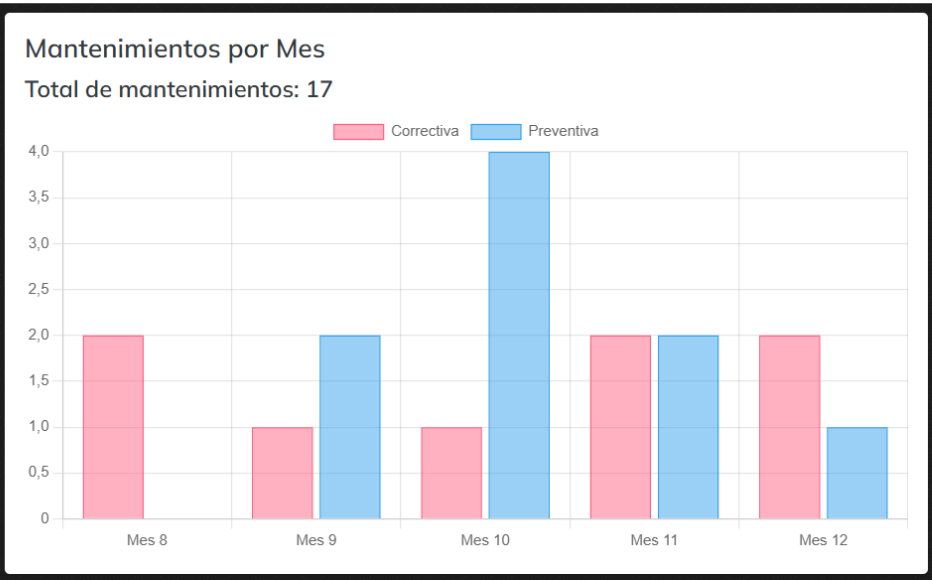 Mantenimientos por Mes
Total de mantenimientos: 17
Correctiva Preventiva
4,0
3,5
3,0
2,5
2,0
1,5
1,0
0,5
0
Mes 8 Mes 9 Mes 10 Mes 11 Mes 12